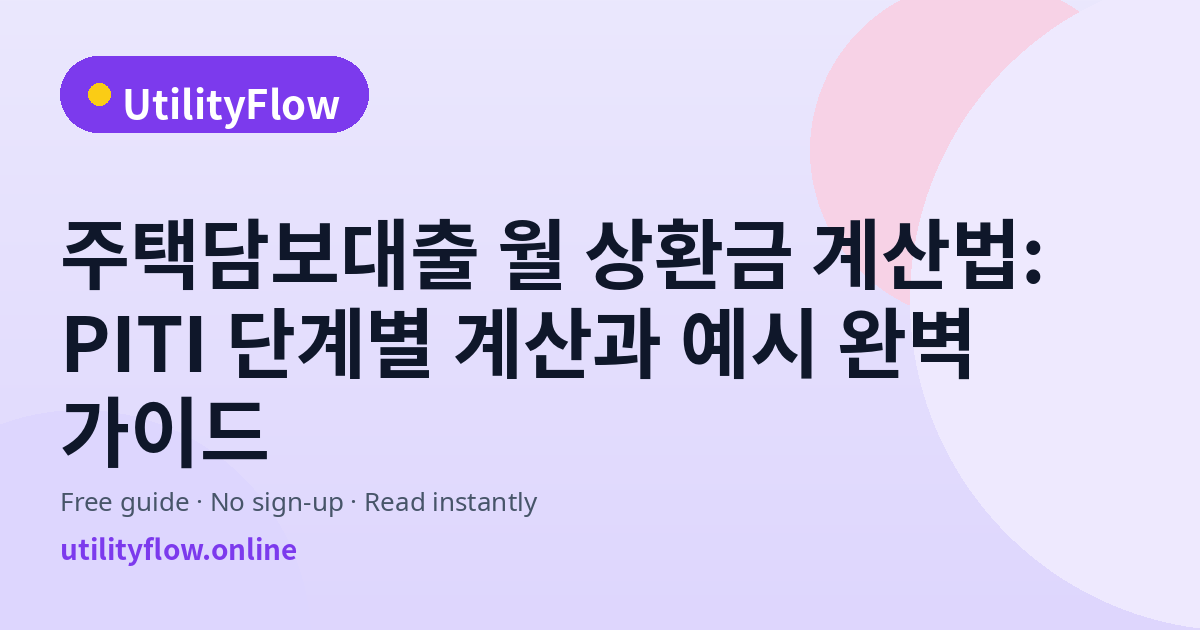 UtilityFlow
주택담보대출 월 상환금 계산법:
PITI 단계별 계산과 예시 완벽
가이드
Free guide · No sign-up · Read instantly
utilityflow.online